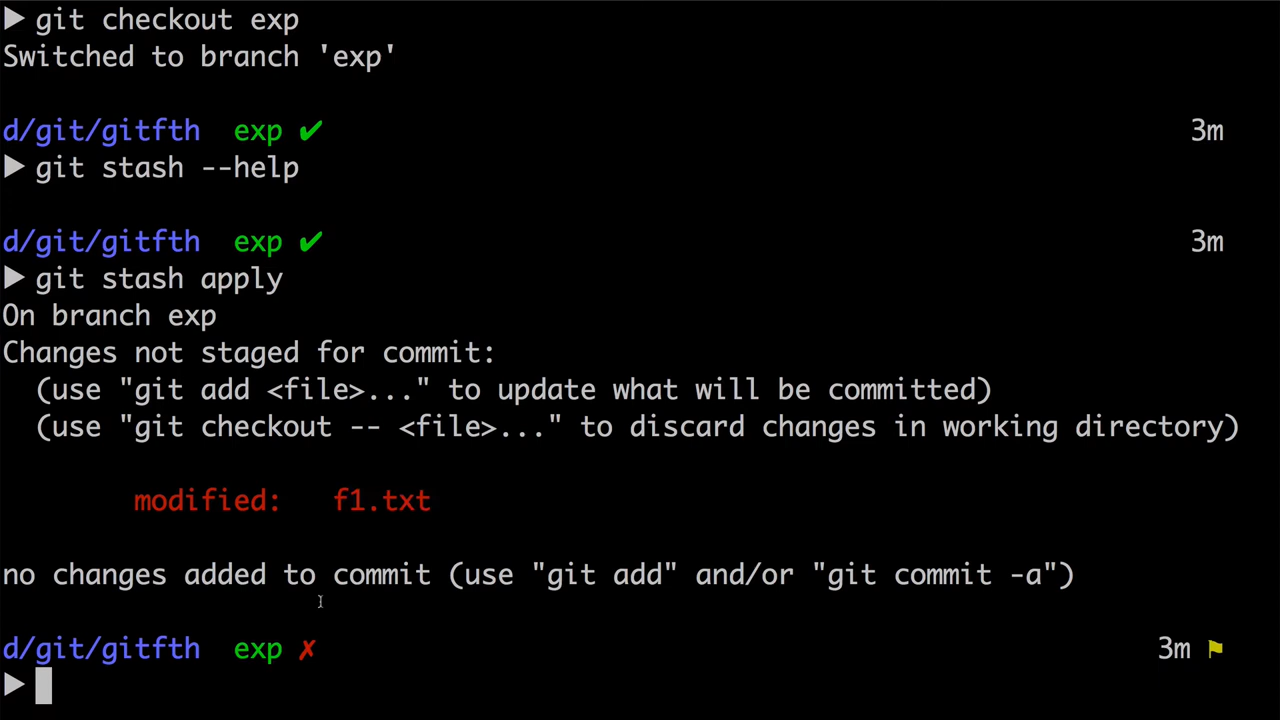 ▶ git checkout exp
Switched to branch 'exp'
d/git/gitfth exp ✔ 3m
▶ git stash --help
d/git/gitfth exp ✔ 3m
▶ git stash apply
On branch exp
Changes not staged for commit:
  (use "git add <file>..." to update what will be committed)
  (use "git checkout -- <file>..." to discard changes in working directory)
        modified:   f1.txt
no changes added to commit (use "git add" and/or "git commit -a")
d/git/gitfth exp ✗ 3m ⚑
▶